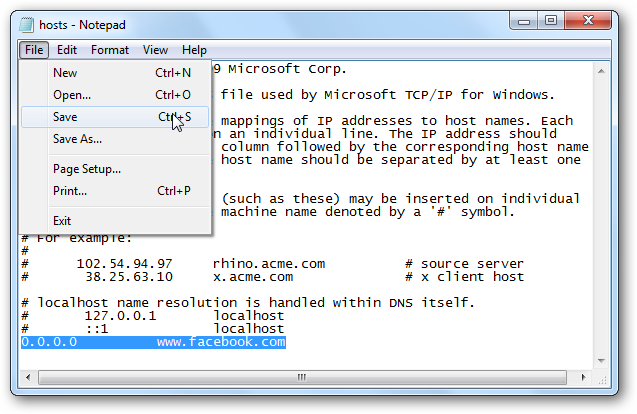 hosts - Notepad
File Edit Format View Help
New Ctrl+N
Open... Ctrl+O
Save Ctrl+S
Save As...
Page Setup...
Print... Ctrl+P
Exit
9 Microsoft Corp.
file used by Microsoft TCP/IP for Windows.
mappings of IP addresses to host names. Each
an individual line. The IP address should
column followed by the corresponding host name
host name should be separated by at least one
(such as these) may be inserted on individual
machine name denoted by a '#' symbol.
# For example:
#
# 102.54.94.97 rhino.acme.com # source server
# 38.25.63.10 x.acme.com # x client host
# localhost name resolution is handled within DNS itself.
# 127.0.0.1 localhost
# ::1 localhost
0.0.0.0 www.facebook.com